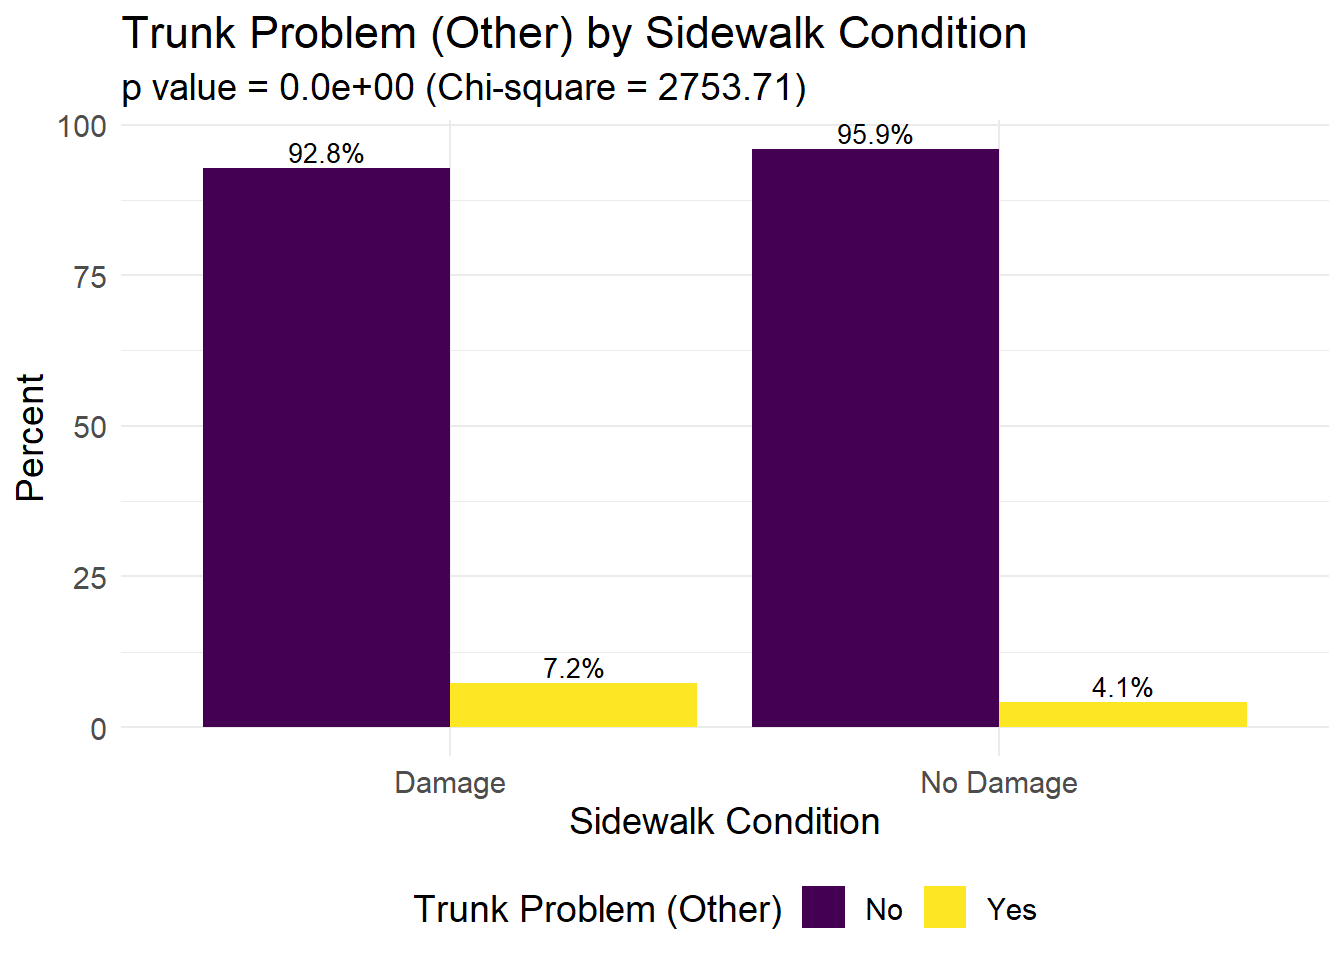 Trunk Problem (Other) by Sidewalk Condition
p value = 0.0e+00 (Chi-square = 2753.71)
100
75
50
25
0
Percent
92.8%
7.2%
95.9%
4.1%
Damage
No Damage
Sidewalk Condition
Trunk Problem (Other) No Yes